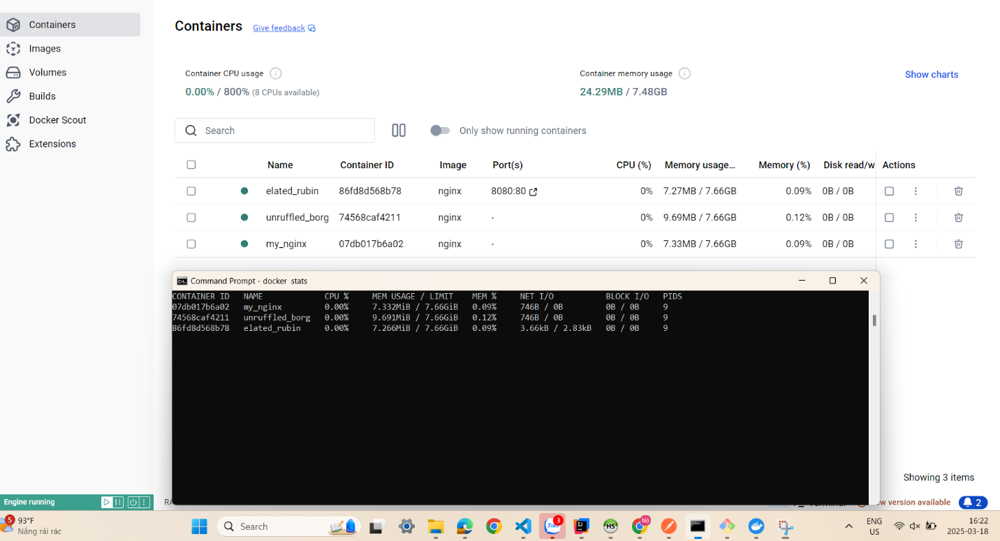 Containers
Images
Volumes
Builds
Docker Scout
Extensions
Containers Give feedback
Container CPU usage
0.00% / 800% (8 CPUs available)
Container memory usage
24.29MB / 7.48GB
Show charts
Search
Only show running containers
Name Container ID Image Port(s) CPU (%) Memory usage... Memory (%) Disk read/w Actions
elated_rubin 86fd8d568b78 nginx 8080:80 0% 7.27MB / 7.66GB 0.09% 0B / 0B
unruffled_borg 74568caf4211 nginx - 0% 9.69MB / 7.66GB 0.12% 0B / 0B
my_nginx 07db017b6a02 nginx - 0% 7.33MB / 7.66GB 0.09% 0B / 0B
Command Prompt - docker stats
CONTAINER ID NAME CPU % MEM USAGE / LIMIT MEM % NET I/O BLOCK I/O PIDS
07db017b6a02 my_nginx 0.00% 7.332MiB / 7.66GiB 0.09% 746B / 0B 0B / 0B 9
74568caf4211 unruffled_borg 0.00% 9.691MiB / 7.66GiB 0.12% 746B / 0B 0B / 0B 9
86fd8d568b78 elated_rubin 0.00% 7.266MiB / 7.66GiB 0.09% 3.66kB / 2.83kB 0B / 0B 9
Showing 3 items
Engine running
RA
version available
2
5
93°F
Nắng rải rác
Search
Zalo
3
HS
Nó
ENG
US
16:22
2025-03-18